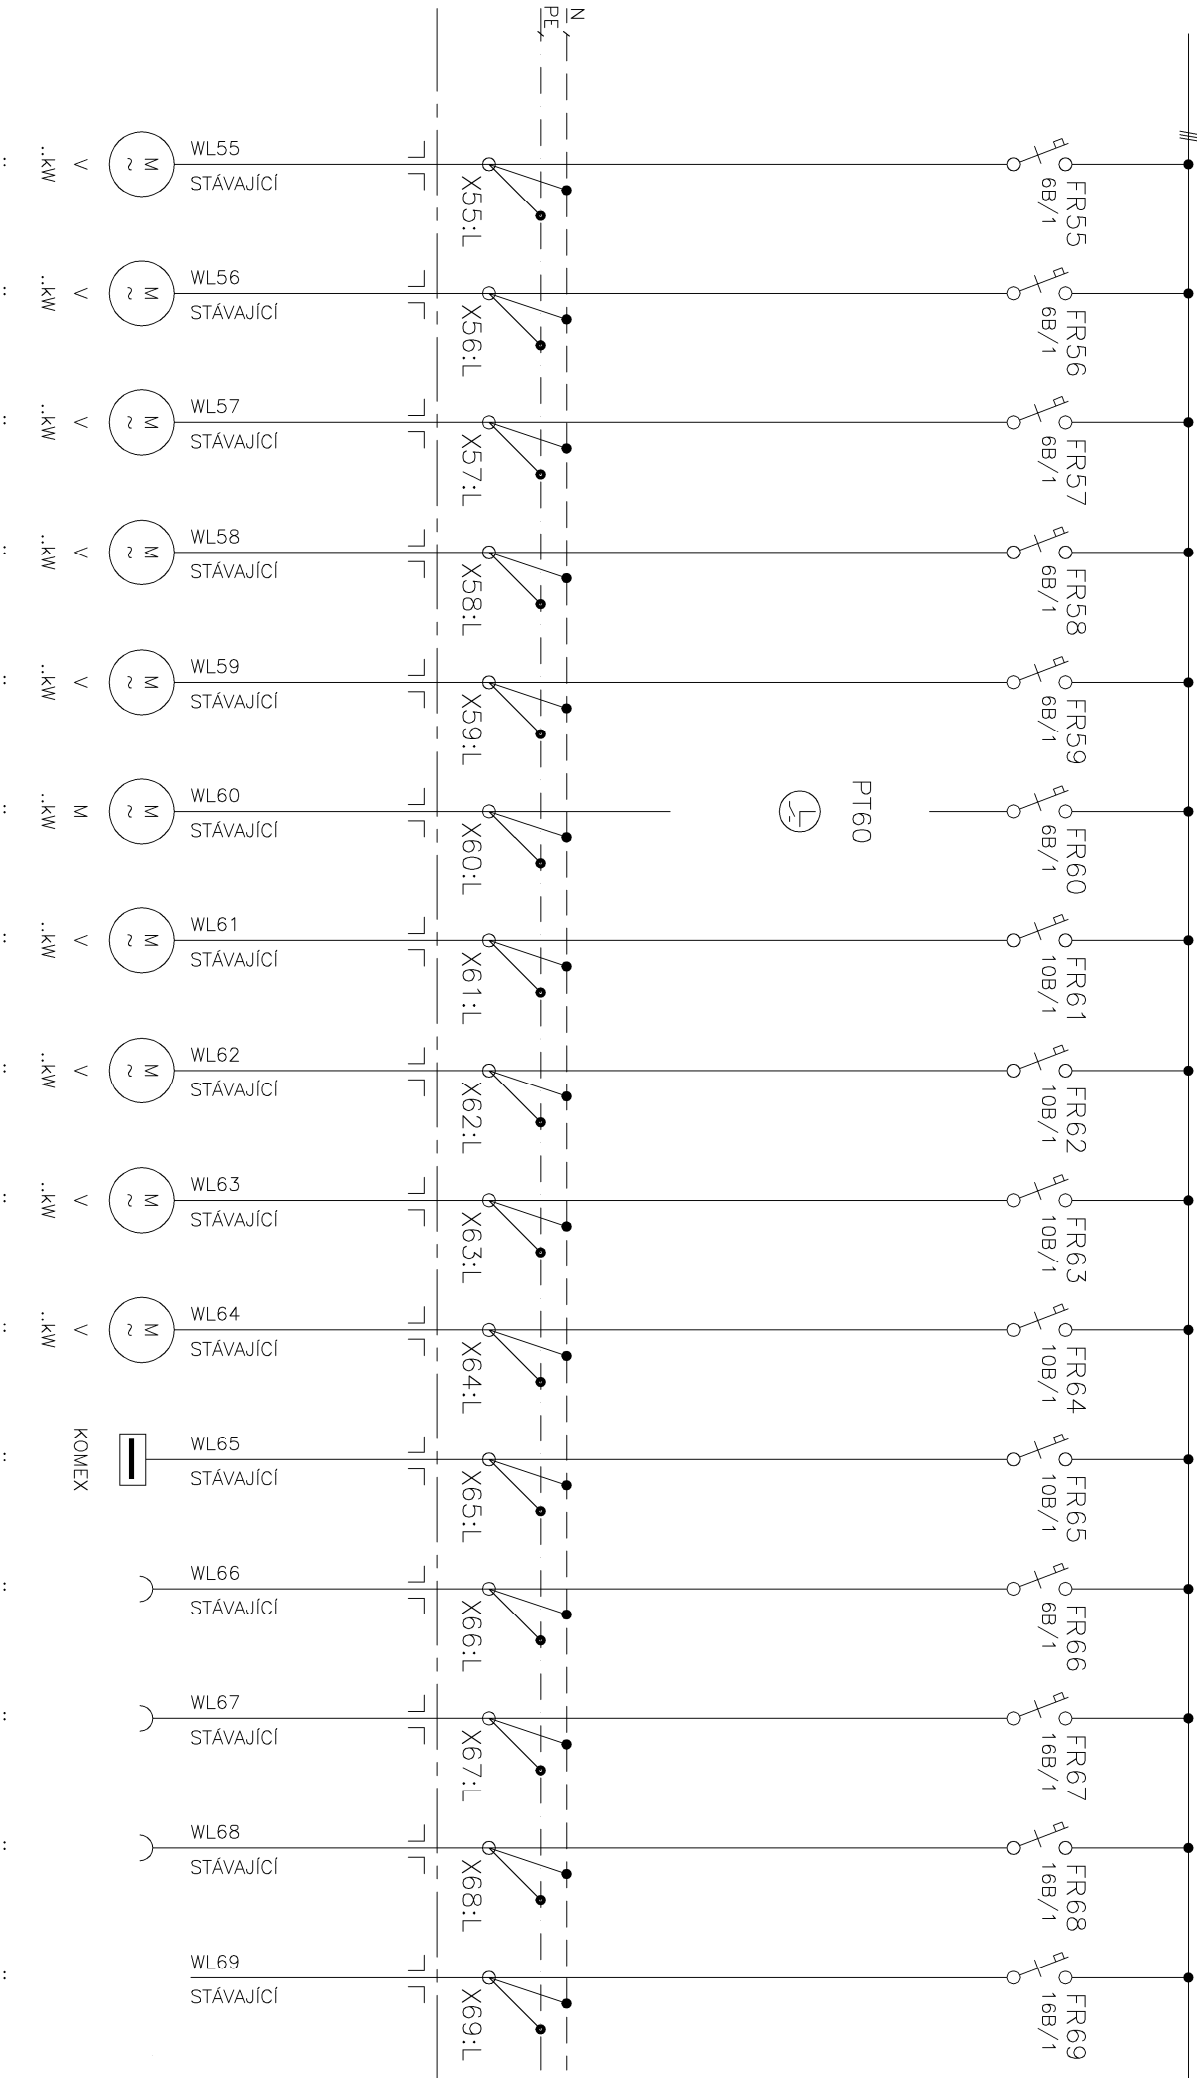 N
PE
FR55
6B/1
X55:L
WL55
STÁVAJÍCÍ
M
~
V
..kW
FR56
6B/1
X56:L
WL56
STÁVAJÍCÍ
M
~
V
..kW
FR57
6B/1
X57:L
WL57
STÁVAJÍCÍ
M
~
V
..kW
FR58
6B/1
X58:L
WL58
STÁVAJÍCÍ
M
~
V
..kW
FR59
6B/1
X59:L
WL59
STÁVAJÍCÍ
M
~
V
..kW
FR60
6B/1
PT60
X60:L
WL60
STÁVAJÍCÍ
M
~
M
..kW
FR61
10B/1
X61:L
WL61
STÁVAJÍCÍ
M
~
V
..kW
FR62
10B/1
X62:L
WL62
STÁVAJÍCÍ
M
~
V
..kW
FR63
10B/1
X63:L
WL63
STÁVAJÍCÍ
M
~
V
..kW
FR64
10B/1
X64:L
WL64
STÁVAJÍCÍ
M
~
V
..kW
FR65
10B/1
X65:L
WL65
STÁVAJÍCÍ
KOMEX
FR66
6B/1
X66:L
WL66
STÁVAJÍCÍ
FR67
16B/1
X67:L
WL67
STÁVAJÍCÍ
FR68
16B/1
X68:L
WL68
STÁVAJÍCÍ
FR69
16B/1
X69:L
WL69
STÁVAJÍCÍ